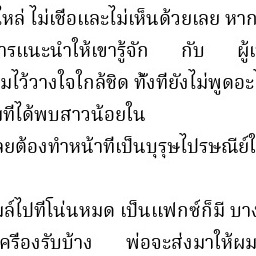 ไหล่ ไม่เชื่อและไม่เห็นด้วยเลย หาก
ารแนะนำให้เขารู้จัก กับ ผู้
มไว้วางใจใกล้ชิด ทั้งที่ยังไม่พูดอะไ
ที่ได้พบสาวน้อยใน
ยต้องทำหน้าที่เป็นบุรุษไปรษณีย์ใ
ล์ไปที่โน่นหมด เป็นแฟกซ์ก็มี บาง
ครื่องรับบ้าง พ่อจะส่งมาให้ผม